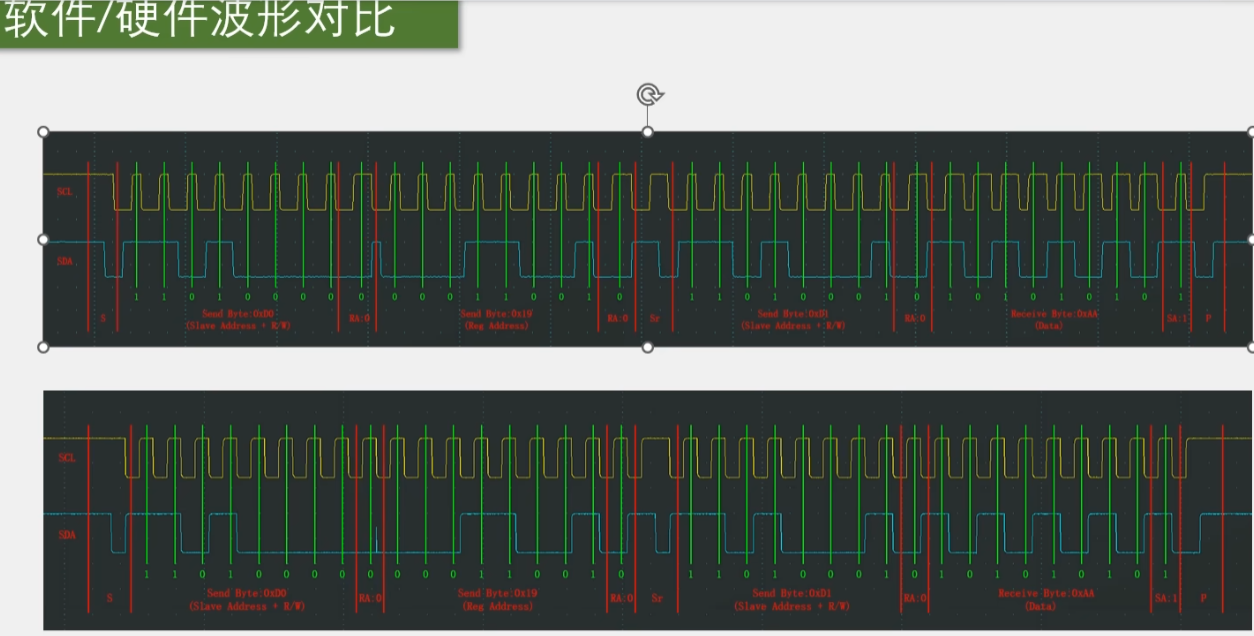 软件/硬件波形对比
SCL
SDA
1 1 0 1 0 0 0 0 0 0 0 0 1 1 0 0 1 0 1 1 0 1 0 0 0 1 0 1 0 1 0 1 0 1 0 1
S Send Byte:0xD0 RA:0 Send Byte:0x19 RA:0 Sr Send Byte:0xD1 RA:0 Receive Byte:0xAA SA:1 P
(Slave Address + R/W) (Reg Address) (Slave Address + R/W) (Data)
SCL
SDA
1 1 0 1 0 0 0 0 0 0 0 0 1 1 0 0 1 0 1 1 0 1 0 0 0 1 0 1 0 1 0 1 0 1 0 1
S Send Byte:0xD0 RA:0 Send Byte:0x19 RA:0 Sr Send Byte:0xD1 RA:0 Receive Byte:0xAA SA:1 P
(Slave Address + R/W) (Reg Address) (Slave Address + R/W) (Data)